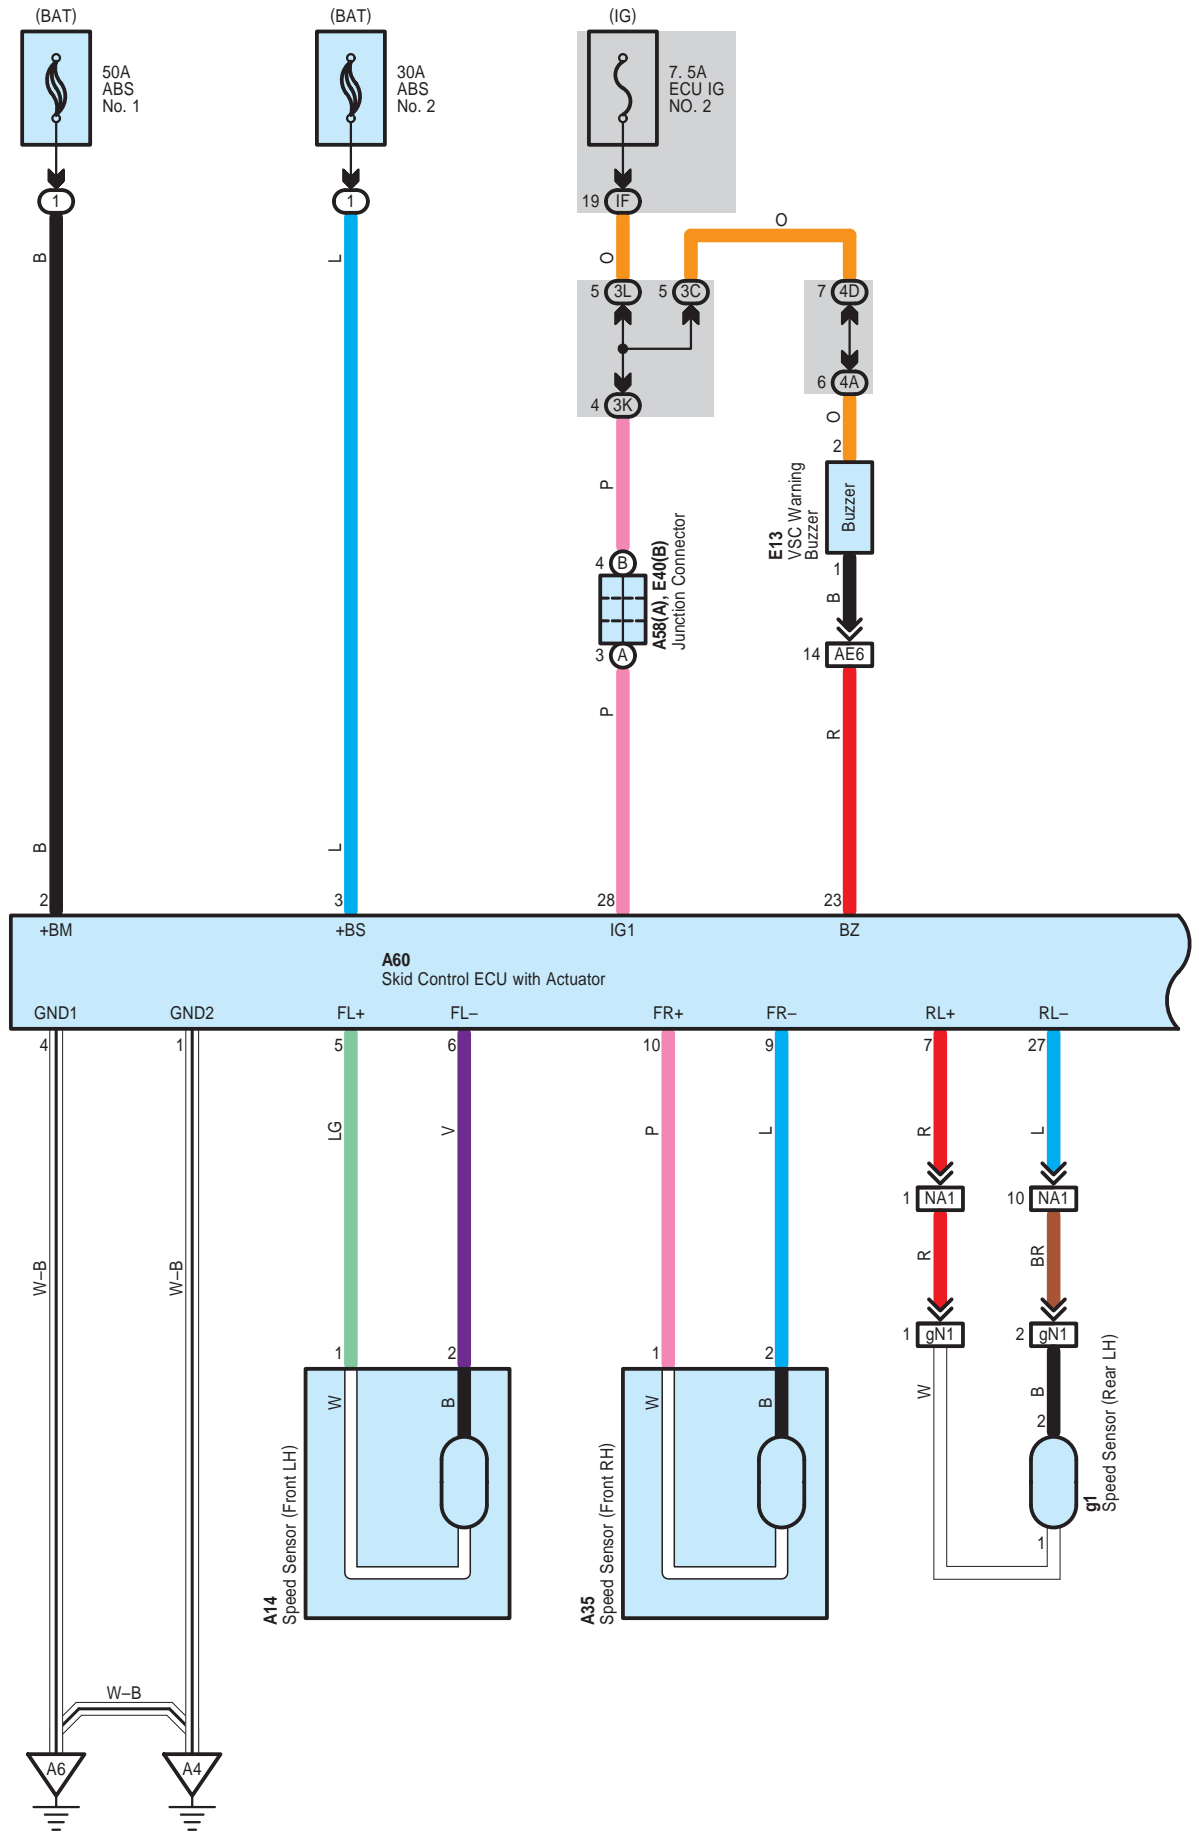 (BAT)
(BAT)
(IG)
50A
ABS
No. 1
30A
ABS
No. 2
7. 5A
ECU IG
NO. 2
1
1
19 IF
O
B
L
O
5 3L
5 3C
7 4D
6 4A
4 3K
O
2
P
Buzzer
E13
VSC Warning
Buzzer
4 B
A58(A), E40(B)
Junction Connector
1
B
3 A
14 AE6
P
R
B
L
2
3
28
23
+BM
+BS
IG1
BZ
A60
Skid Control ECU with Actuator
GND1
GND2
FL+
FL–
FR+
FR–
RL+
RL–
4
1
5
6
10
9
7
27
LG
V
P
L
R
L
1 NA1
10 NA1
W–B
W–B
R
BR
1 gN1
2 gN1
1
2
1
2
W
B
W
B
W
B
2
1
A14
Speed Sensor (Front LH)
A35
Speed Sensor (Front RH)
g1
Speed Sensor (Rear LH)
W–B
A6
A4